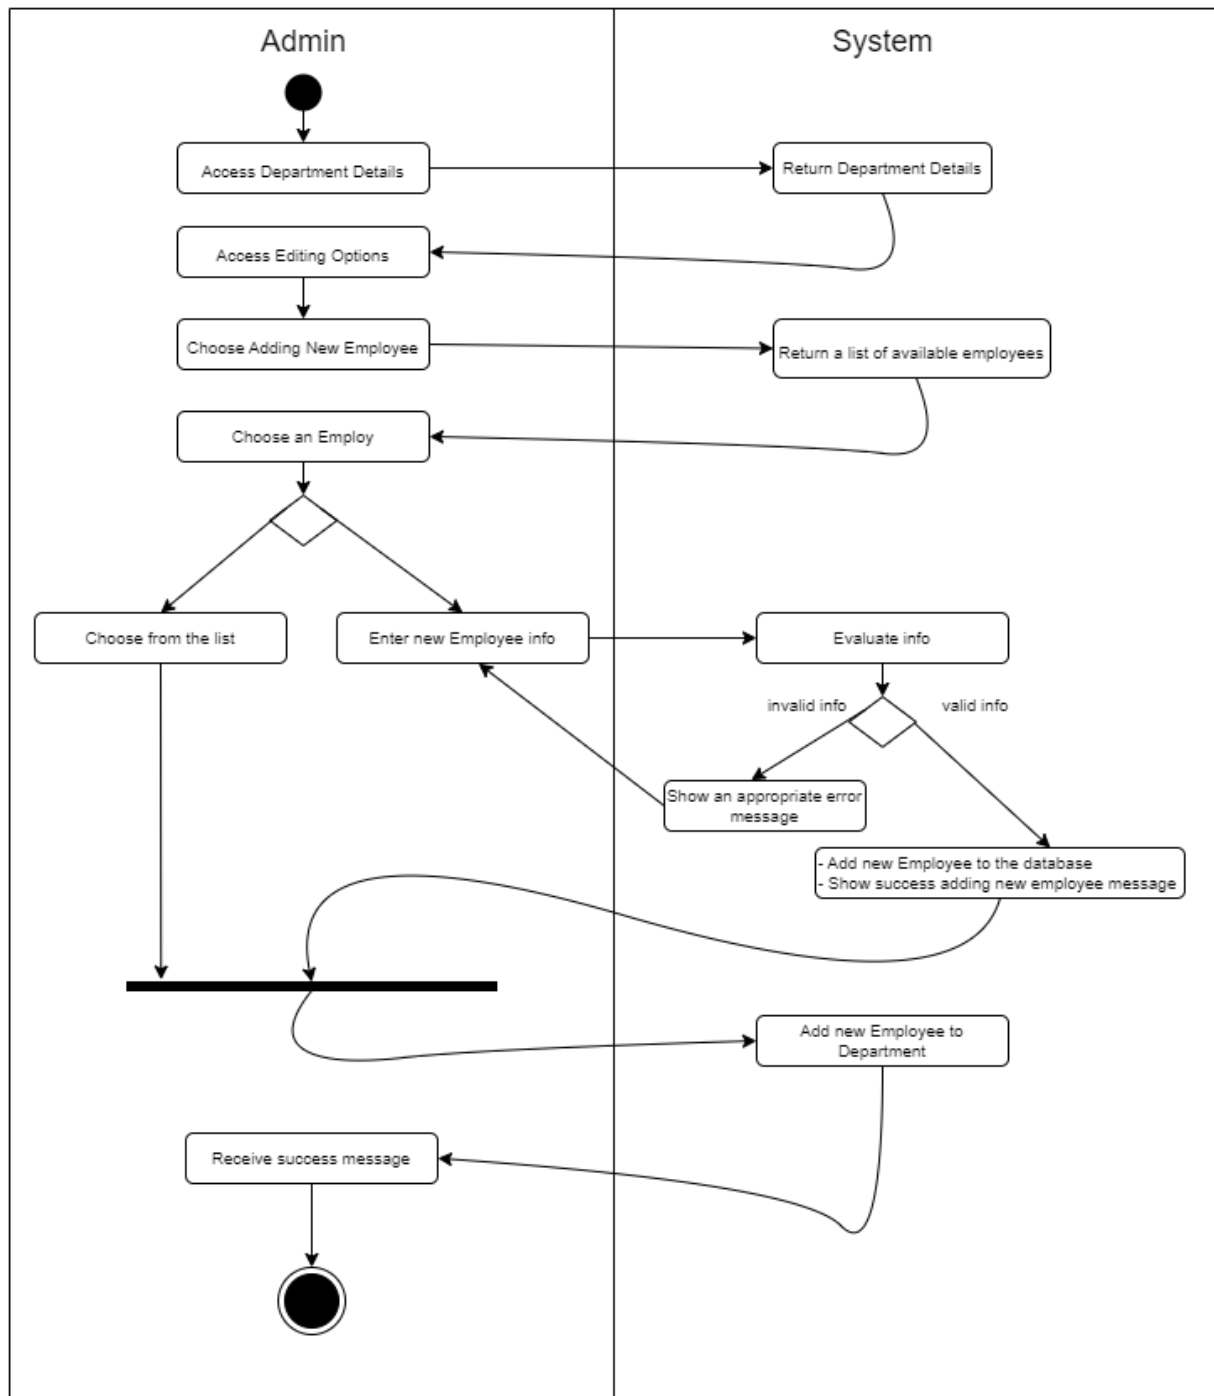 Admin
System
Access Department Details
Return Department Details
Access Editing Options
Choose Adding New Employee
Return a list of available employees
Choose an Employ
Choose from the list
Enter new Employee info
Evaluate info
invalid info
valid info
Show an appropriate error
message
- Add new Employee to the database
- Show success adding new employee message
Add new Employee to
Department
Receive success message